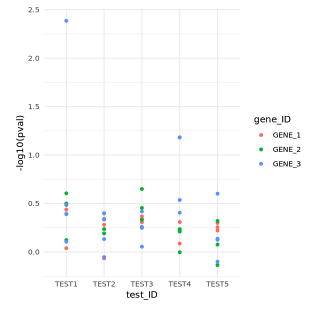 2.5
2.0
1.5
1.0
0.5
0.0
-log10(pval)
TEST1 TEST2 TEST3 TEST4 TEST5
test_ID
gene_ID
GENE_1
GENE_2
GENE_3